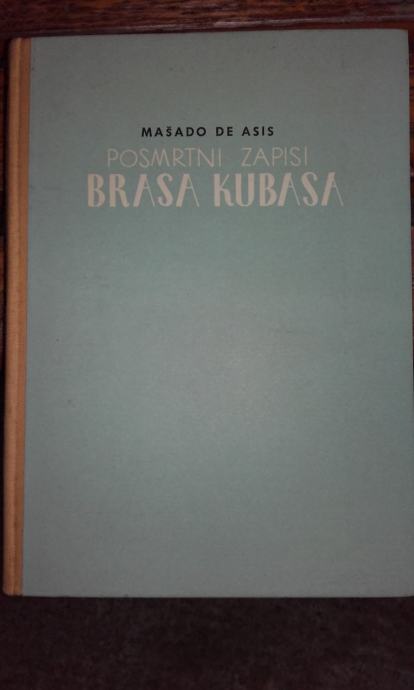 MAŠADO DE ASIS
POSMRTNI ZAPISI
BRASA KUBASA